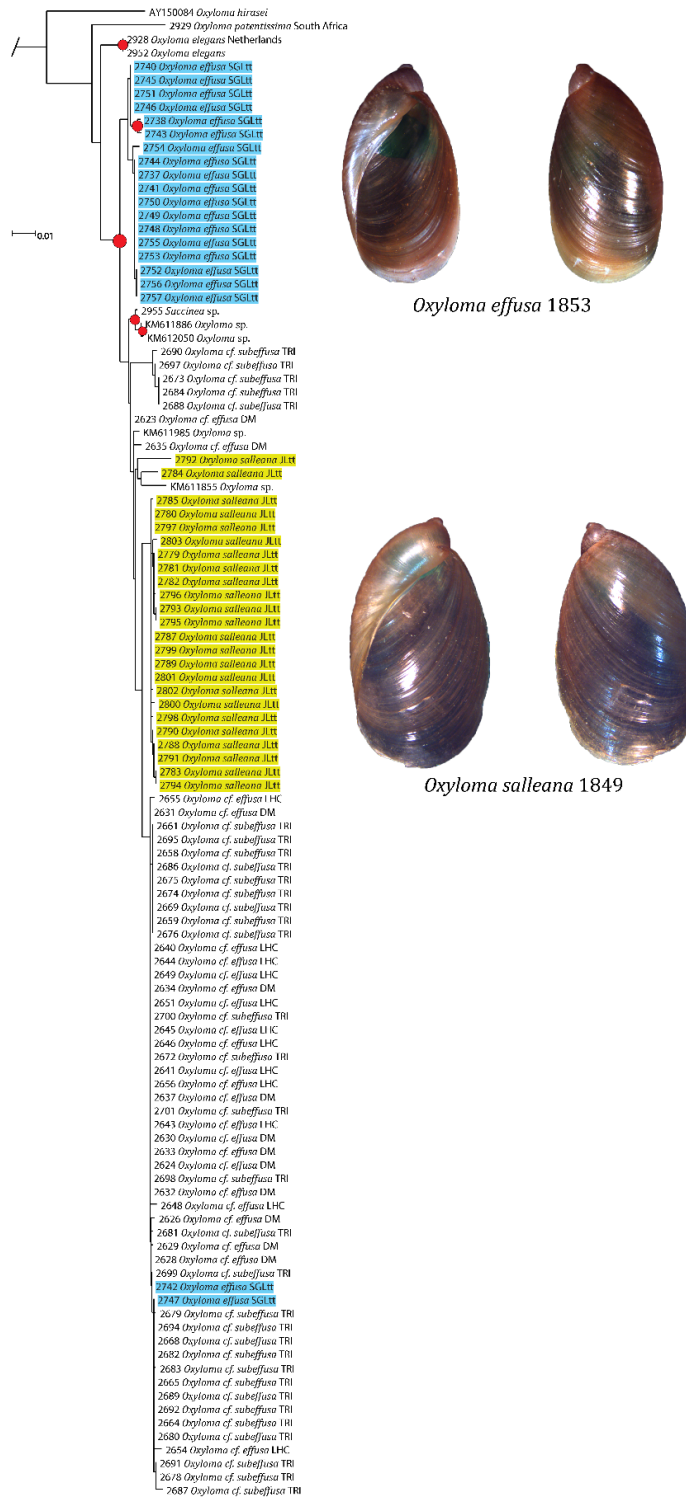 AY150084 Oxyloma hirasei
2929 Oxyloma patentissima South Africa
2928 Oxyloma elegans Netherlands
2952 Oxyloma elegans
2740 Oxyloma effusa SGLtt
2745 Oxyloma effusa SGLtt
2751 Oxyloma effusa SGLtt
2746 Oxyloma effusa SGLtt
2738 Oxyloma effusa SGLtt
2743 Oxyloma effusa SGLtt
2754 Oxyloma effusa SGLtt
2744 Oxyloma effusa SGLtt
2737 Oxyloma effusa SGLtt
2741 Oxyloma effusa SGLtt
2750 Oxyloma effusa SGLtt
2749 Oxyloma effusa SGLtt
2748 Oxyloma effusa SGLtt
2755 Oxyloma effusa SGLtt
2753 Oxyloma effusa SGLtt
2752 Oxyloma effusa SGLtt
2756 Oxyloma effusa SGLtt
2757 Oxyloma effusa SGLtt
0.01
Oxyloma effusa 1853
2955 Succinea sp.
KM611886 Oxyloma sp.
KM612050 Oxyloma sp.
2690 Oxyloma cf. subeffusa TRI
2697 Oxyloma cf. subeffusa TRI
2673 Oxyloma cf. subeffusa TRI
2684 Oxyloma cf. subeffusa TRI
2688 Oxyloma cf. subeffusa TRI
2623 Oxyloma cf. effusa DM
KM611985 Oxyloma sp.
2635 Oxyloma cf. effusa DM
2792 Oxyloma salleana JLtt
2784 Oxyloma salleana JLtt
KM611855 Oxyloma sp.
2785 Oxyloma salleana JLtt
2780 Oxyloma salleana JLtt
2797 Oxyloma salleana JLtt
2803 Oxyloma salleana JLtt
2779 Oxyloma salleana JLtt
2781 Oxyloma salleana JLtt
2782 Oxyloma salleana JLtt
2796 Oxyloma salleana JLtt
2793 Oxyloma salleana JLtt
2795 Oxyloma salleana JLtt
2787 Oxyloma salleana JLtt
2799 Oxyloma salleana JLtt
2789 Oxyloma salleana JLtt
2801 Oxyloma salleana JLtt
2802 Oxyloma salleana JLtt
2800 Oxyloma salleana JLtt
2798 Oxyloma salleana JLtt
2790 Oxyloma salleana JLtt
2788 Oxyloma salleana JLtt
2791 Oxyloma salleana JLtt
2783 Oxyloma salleana JLtt
2794 Oxyloma salleana JLtt
Oxyloma salleana 1849
2655 Oxyloma cf. effusa LHC
2631 Oxyloma cf. effusa DM
2661 Oxyloma cf. subeffusa TRI
2695 Oxyloma cf. subeffusa TRI
2658 Oxyloma cf. subeffusa TRI
2686 Oxyloma cf. subeffusa TRI
2675 Oxyloma cf. subeffusa TRI
2674 Oxyloma cf. subeffusa TRI
2669 Oxyloma cf. subeffusa TRI
2659 Oxyloma cf. subeffusa TRI
2676 Oxyloma cf. subeffusa TRI
2640 Oxyloma cf. effusa LHC
2644 Oxyloma cf. effusa LHC
2649 Oxyloma cf. effusa LHC
2634 Oxyloma cf. effusa DM
2651 Oxyloma cf. effusa LHC
2700 Oxyloma cf. subeffusa TRI
2645 Oxyloma cf. effusa LHC
2646 Oxyloma cf. effusa LHC
2672 Oxyloma cf. subeffusa TRI
2641 Oxyloma cf. effusa LHC
2656 Oxyloma cf. effusa LHC
2637 Oxyloma cf. effusa DM
2701 Oxyloma cf. subeffusa TRI
2643 Oxyloma cf. effusa LHC
2630 Oxyloma cf. effusa DM
2633 Oxyloma cf. effusa DM
2624 Oxyloma cf. effusa DM
2698 Oxyloma cf. subeffusa TRI
2632 Oxyloma cf. effusa DM
2648 Oxyloma cf. effusa LHC
2626 Oxyloma cf. effusa DM
2681 Oxyloma cf. subeffusa TRI
2629 Oxyloma cf. effusa DM
2628 Oxyloma cf. effusa DM
2699 Oxyloma cf. subeffusa TRI
2742 Oxyloma effusa SGLtt
2747 Oxyloma effusa SGLtt
2679 Oxyloma cf. subeffusa TRI
2694 Oxyloma cf. subeffusa TRI
2668 Oxyloma cf. subeffusa TRI
2682 Oxyloma cf. subeffusa TRI
2683 Oxyloma cf. subeffusa TRI
2665 Oxyloma cf. subeffusa TRI
2689 Oxyloma cf. subeffusa TRI
2692 Oxyloma cf. subeffusa TRI
2664 Oxyloma cf. subeffusa TRI
2680 Oxyloma cf. subeffusa TRI
2654 Oxyloma cf. effusa LHC
2691 Oxyloma cf. subeffusa TRI
2678 Oxyloma cf. subeffusa TRI
2687 Oxyloma cf. subeffusa TRI